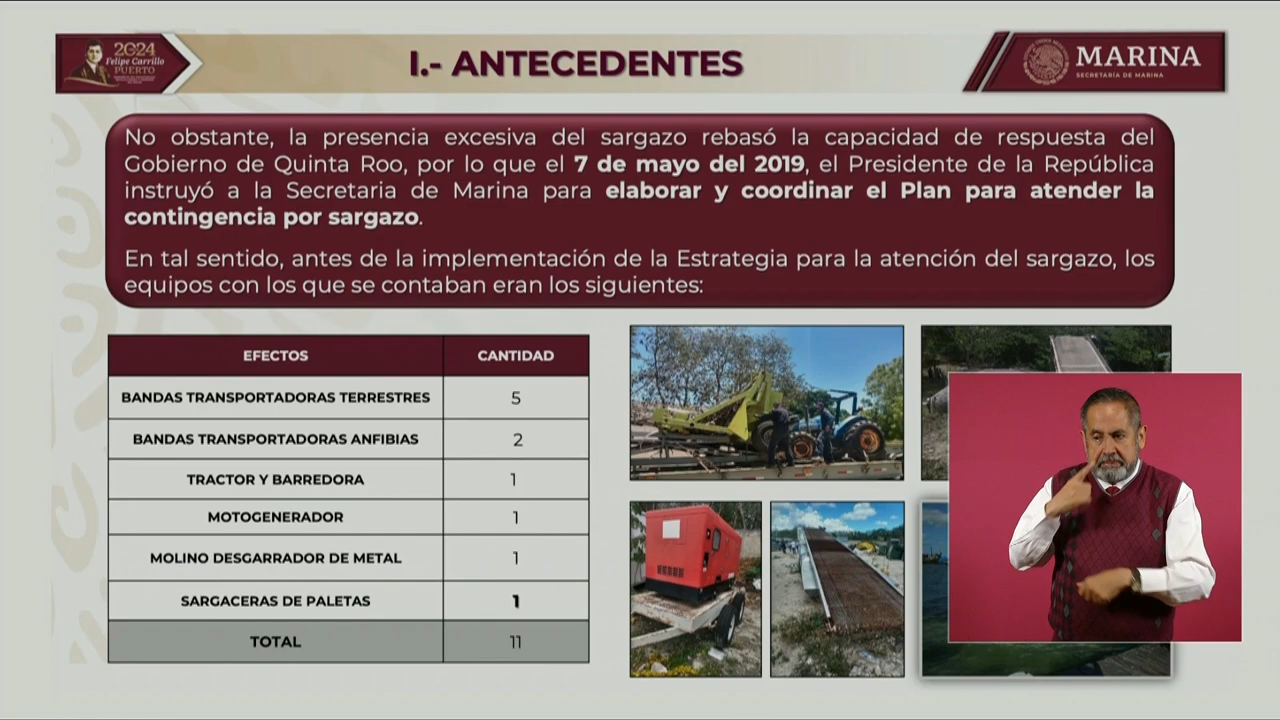 2024
Felipe Carrillo
PUERTO
I.- ANTECEDENTES
MARINA
SECRETARÍA DE MARINA
No obstante, la presencia excesiva del sargazo rebasó la capacidad de respuesta del
Gobierno de Quinta Roo, por lo que el 7 de mayo del 2019, el Presidente de la República
instruyó a la Secretaria de Marina para elaborar y coordinar el Plan para atender la
contingencia por sargazo.
En tal sentido, antes de la implementación de la Estrategia para la atención del sargazo, los
equipos con los que se contaban eran los siguientes:
EFECTOS CANTIDAD
BANDAS TRANSPORTADORAS TERRESTRES 5
BANDAS TRANSPORTADORAS ANFIBIAS 2
TRACTOR Y BARREDORA 1
MOTOGENERADOR 1
MOLINO DESGARRADOR DE METAL 1
SARGACERAS DE PALETAS 1
TOTAL 11